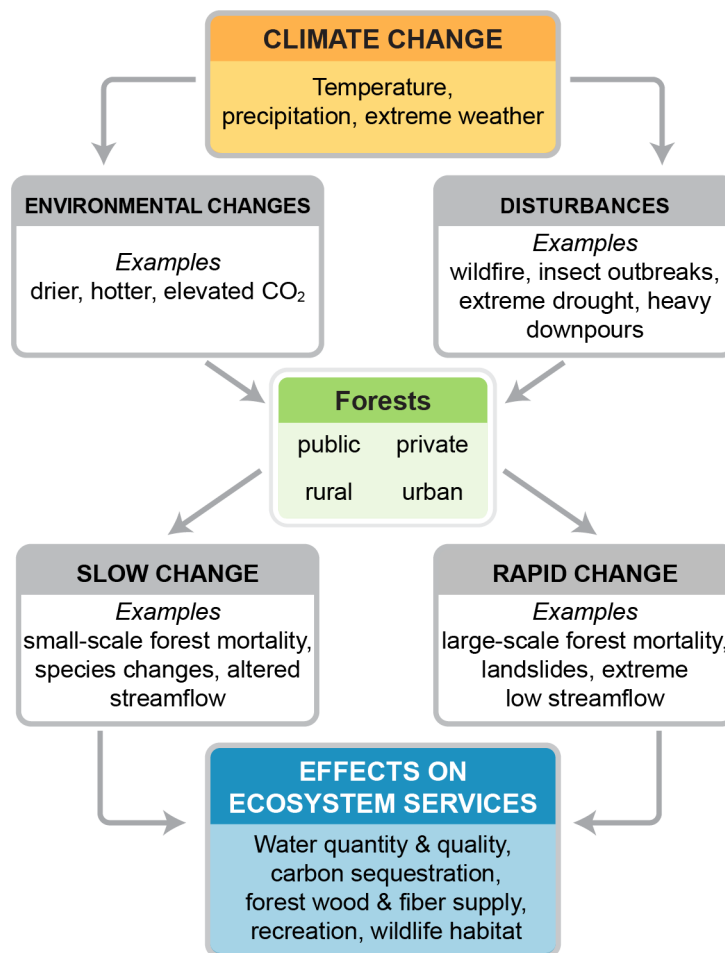 CLIMATE CHANGE
Temperature,
precipitation, extreme weather
ENVIRONMENTAL CHANGES
Examples
drier, hotter, elevated CO₂
DISTURBANCES
Examples
wildfire, insect outbreaks,
extreme drought, heavy
downpours
Forests
public private
rural urban
SLOW CHANGE
Examples
small-scale forest mortality,
species changes, altered
streamflow
RAPID CHANGE
Examples
large-scale forest mortality,
landslides, extreme
low streamflow
EFFECTS ON
ECOSYSTEM SERVICES
Water quantity & quality,
carbon sequestration,
forest wood & fiber supply,
recreation, wildlife habitat